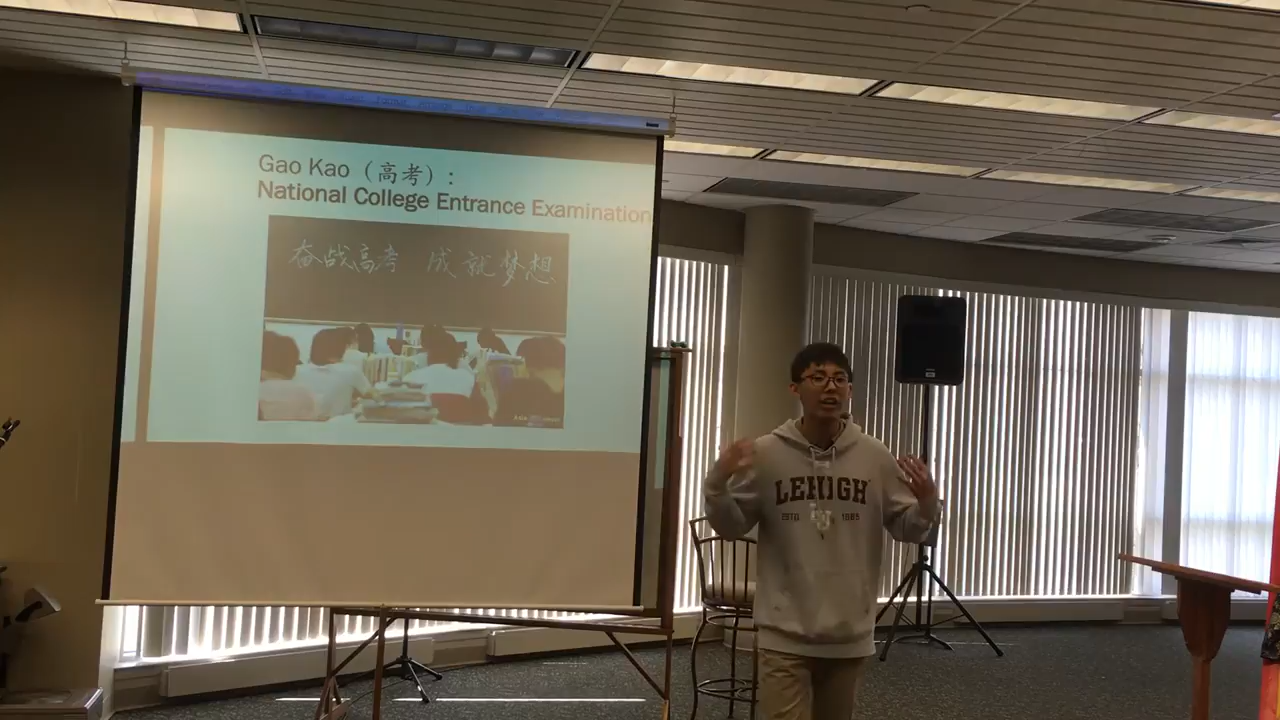 Gao Kao（高考）:
National College Entrance Examination
奋战高考 成就梦想
LEHIGH
ESTD 1865
LU